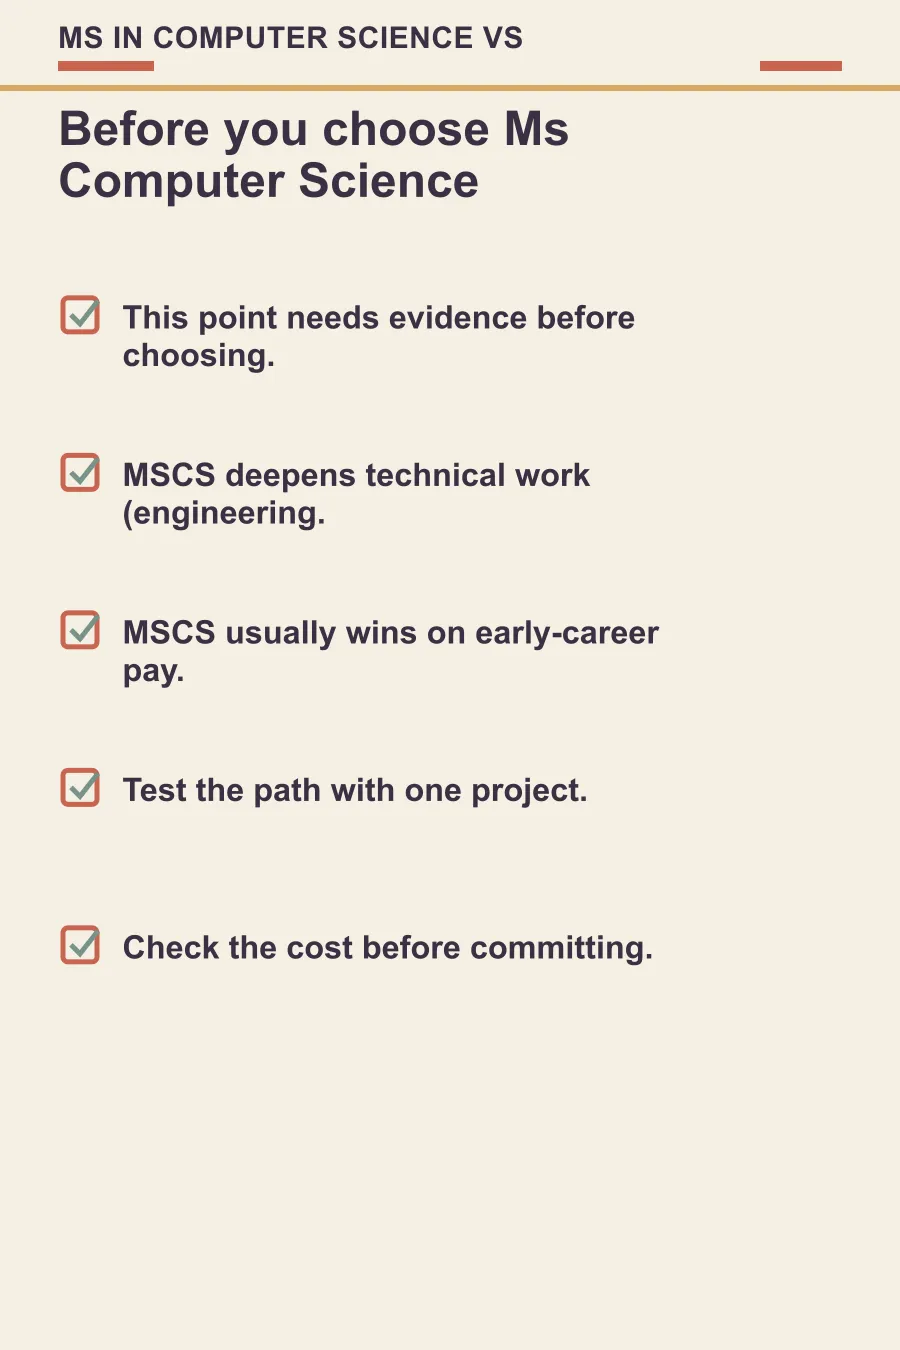 MS IN COMPUTER SCIENCE VS
Before you choose Ms
Computer Science
This point needs evidence before
choosing.
MSCS deepens technical work
(engineering.
MSCS usually wins on early-career
pay.
Test the path with one project.
Check the cost before committing.